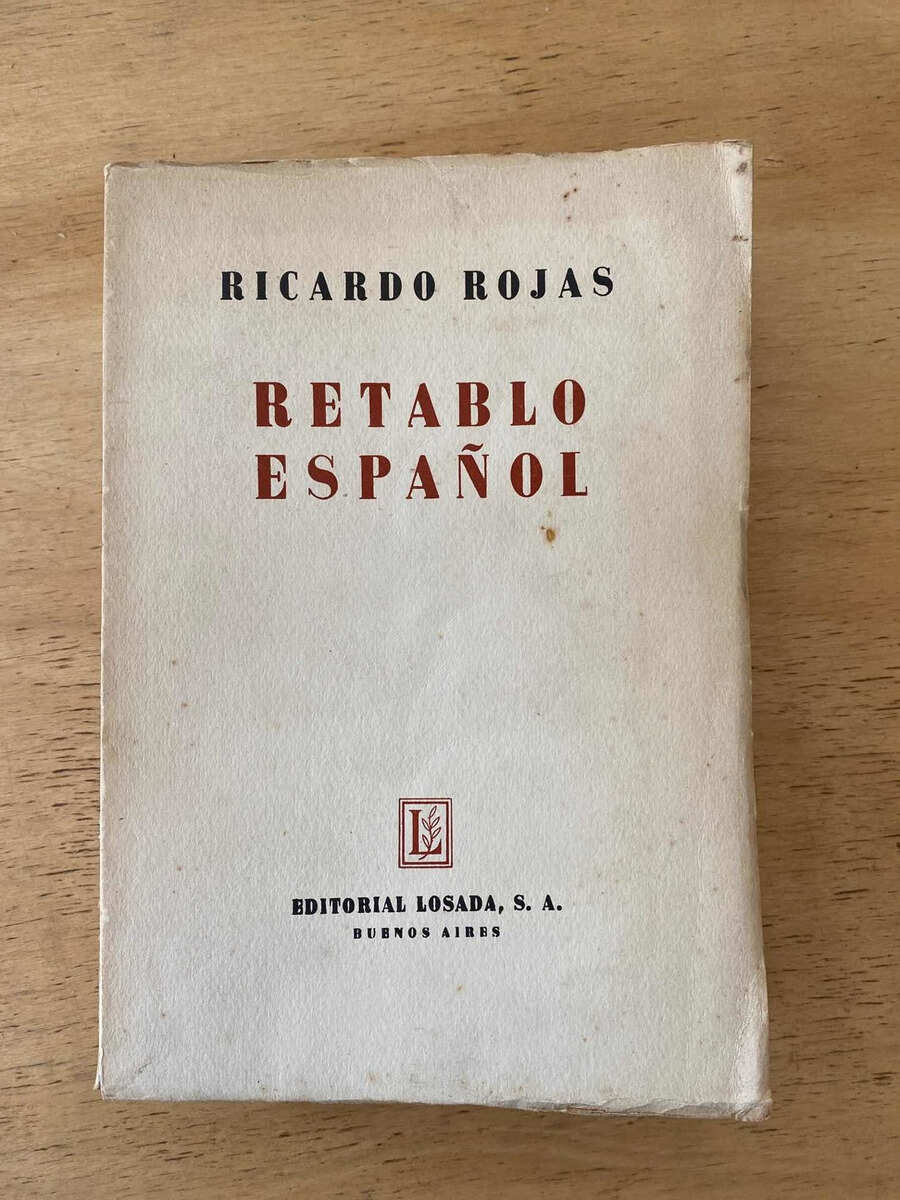 RICARDO ROJAS
RETABLO
ESPAÑOL
L
EDITORIAL LOSADA, S. A.
BUENOS AIRES